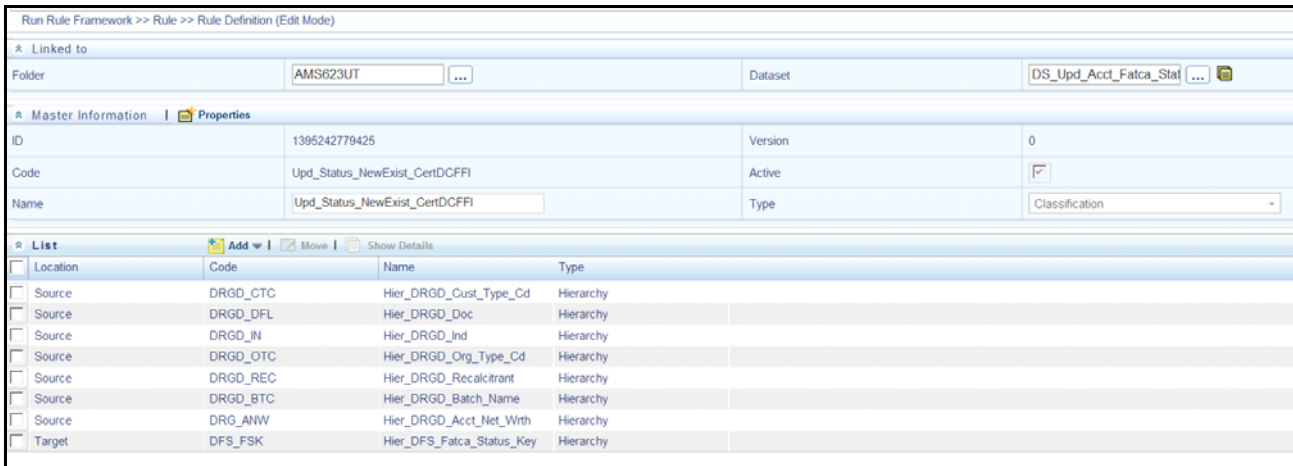 Run Rule Framework >> Rule >> Rule Definition (Edit Mode)
Linked to
Folder AMS623UT ... Dataset DS_Upd_Acct_Fatca_Stat ...
Master Information | Properties
ID 1395242779425 Version 0
Code Upd_Status_NewExist_CertDCFFI Active
Name Upd_Status_NewExist_CertDCFFI Type Classification
List Add | Move | Show Details
Location Code Name Type
Source DRGD_CTC Hier_DRGD_Cust_Type_Cd Hierarchy
Source DRGD_DFL Hier_DRGD_Doc Hierarchy
Source DRGD_IN Hier_DRGD_Ind Hierarchy
Source DRGD_OTC Hier_DRGD_Org_Type_Cd Hierarchy
Source DRGD_REC Hier_DRGD_Recalcitrant Hierarchy
Source DRGD_BTC Hier_DRGD_Batch_Name Hierarchy
Source DRG_ANW Hier_DRGD_Acct_Net_Wrth Hierarchy
Target DFS_FSK Hier_DFS_Fatca_Status_Key Hierarchy